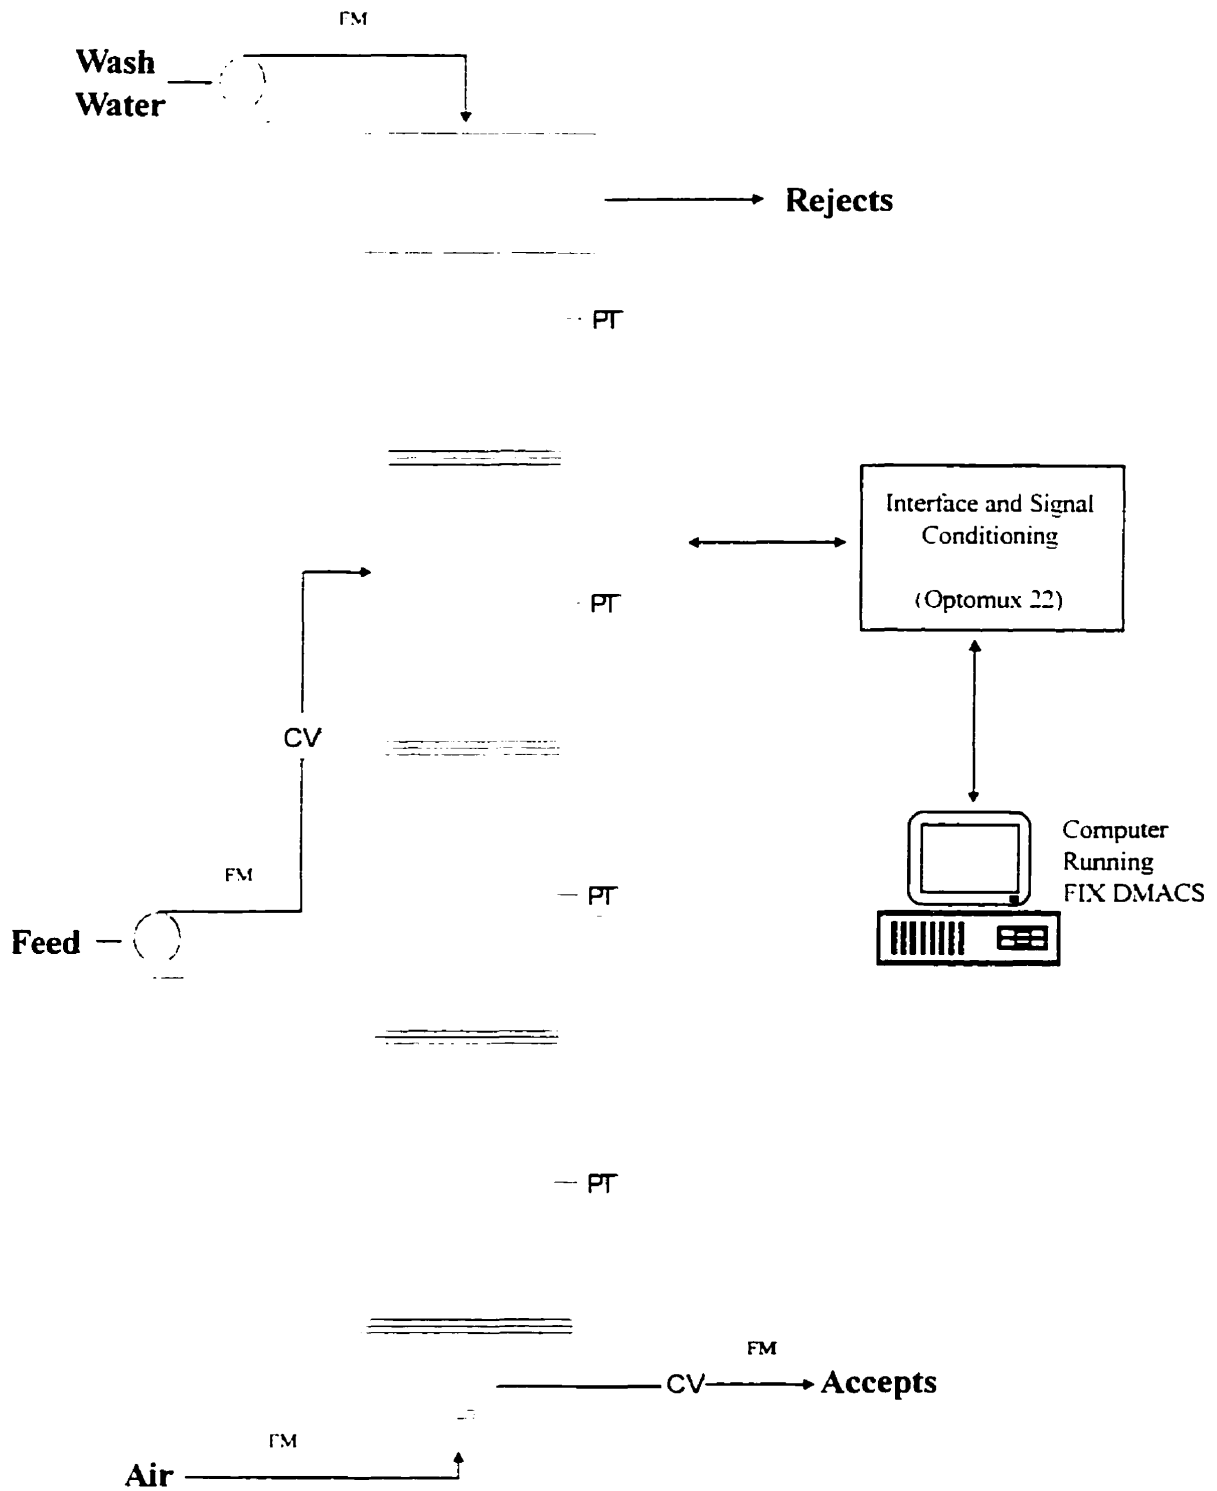 FM
Wash
Water
Rejects
PT
Interface and Signal
Conditioning
(Optomux 22)
PT
CV
Computer
Running
FIX DMACS
FM
PT
Feed
PT
FM
CV
Accepts
FM
Air